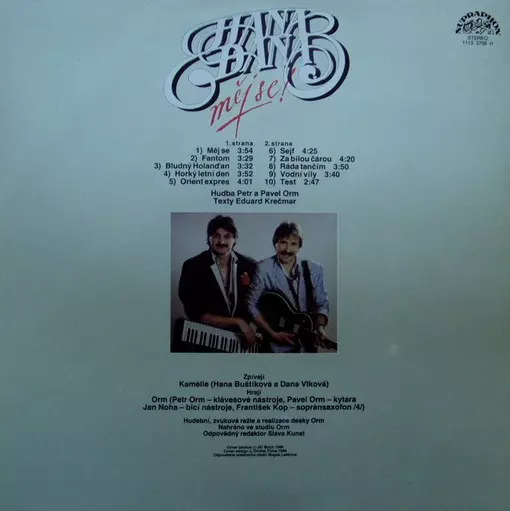 HANA
DANA
měj se!
SUPRAPHON
STEREO
1113 3756 H
1. strana 2. strana
1) Měj se 3:54 6) Sejf 4:25
2) Fantom 3:29 7) Za bílou čárou 4:20
3) Bludný Holanďan 3:32 8) Ráda tančím 3:50
4) Horký letní den 3:52 9) Vodní víly 3:40
5) Orient expres 4:01 10) Test 2:47
Hudba Petr a Pavel Orm
Texty Eduard Krečmar
Zpívají
Kamélie (Hana Buštíková a Dana Vlková)
Hrají
Orm (Petr Orm – klávesové nástroje, Pavel Orm – kytara
Jan Noha – bicí nástroje, František Kop – sopránsaxofon /4/)
Hudební, zvuková režie a realizace desky Orm
Nahráno ve studiu Orm
Odpovědný redaktor Sláva Kunst